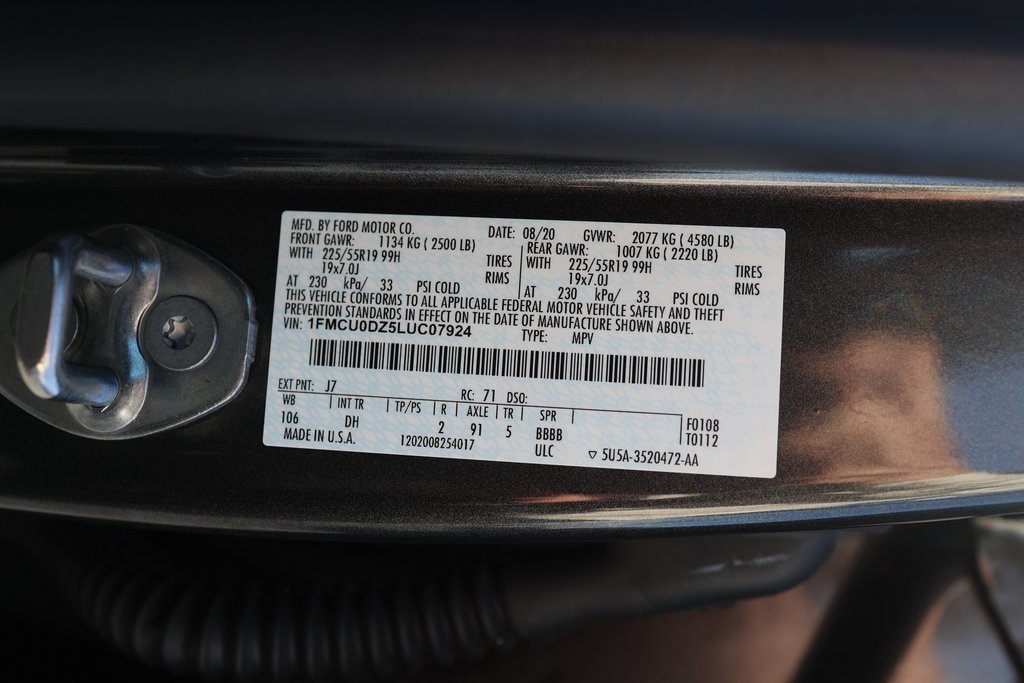 MFD. BY FORD MOTOR CO. DATE: 08/20 GVWR: 2077 KG ( 4580 LB)
FRONT GAWR: 1134 KG ( 2500 LB) REAR GAWR: 1007 KG ( 2220 LB)
WITH 225/55R19 99H TIRES WITH 225/55R19 99H TIRES
19x7.0J RIMS 19x7.0J RIMS
AT 230 kPa/ 33 PSI COLD AT 230 kPa/ 33 PSI COLD
THIS VEHICLE CONFORMS TO ALL APPLICABLE FEDERAL MOTOR VEHICLE SAFETY AND THEFT
PREVENTION STANDARDS IN EFFECT ON THE DATE OF MANUFACTURE SHOWN ABOVE.
VIN: 1FMCU0DZ5LUC07924 TYPE: MPV
EXT PNT: J7 RC: 71 DSO:
WB INT TR TP/PS R AXLE TR SPR F0108
106 DH 2 91 5 BBBB T0112
MADE IN U.S.A. 1202008254017 ULC ▽ 5U5A-3520472-AA